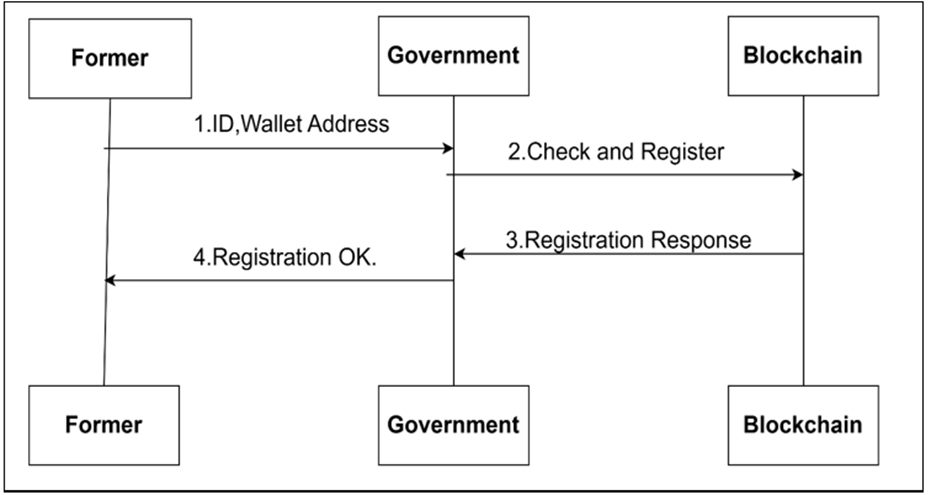 Former
Government
Blockchain
1.ID,Wallet Address
2.Check and Register
3.Registration Response
4.Registration OK.
Former
Government
Blockchain